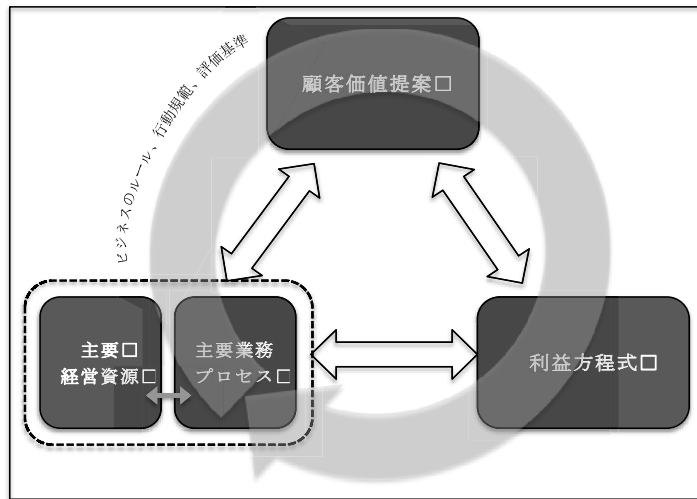 ビジネスのルール、行動規範、評価基準
顧客価値提案□
主要□
経営資源□
主要業務
プロセス□
利益方程式□